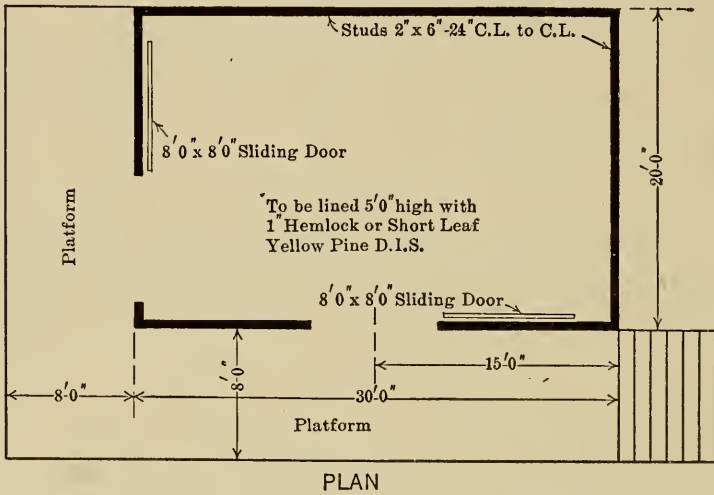 Studs 2"x 6"-24"C.L. to C.L.
8'0"x 8'0"Sliding Door
20-0"
Platform
To be lined 5'0"high with
1"Hemlock or Short Leaf
Yellow Pine D.1.S.
8'0"x 8'0"Sliding Door
15'-0"
8'-0"
8'-0"
30'-0"
Platform
PLAN